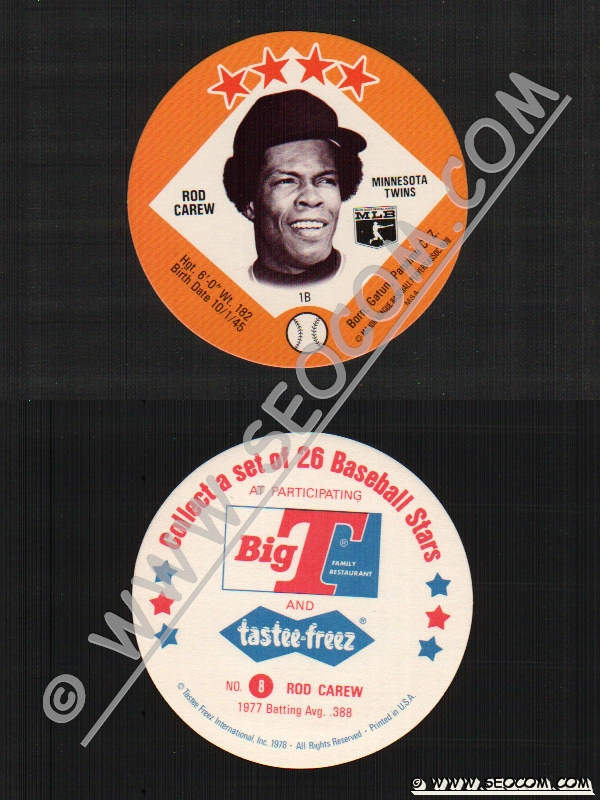 ROD
CAREW
MINNESOTA
TWINS
MLB
Hgt. 6'-0" Wt. 182
Birth Date 10/1/45
1B
Born Gatun, C.Z.
© U.S.A.
Collect a set of 26 Baseball Stars
AT PARTICIPATING
Big T ®
FAMILY
RESTAURANT
AND
tastee-freez ®
NO. 8 ROD CAREW
1977 Batting Avg. .388
© Tastee Freez International, Inc. 1978 - All Rights Reserved - Printed in U.S.A.
© WWW.SEOCOM.COM
© WWW.SEOCOM.COM